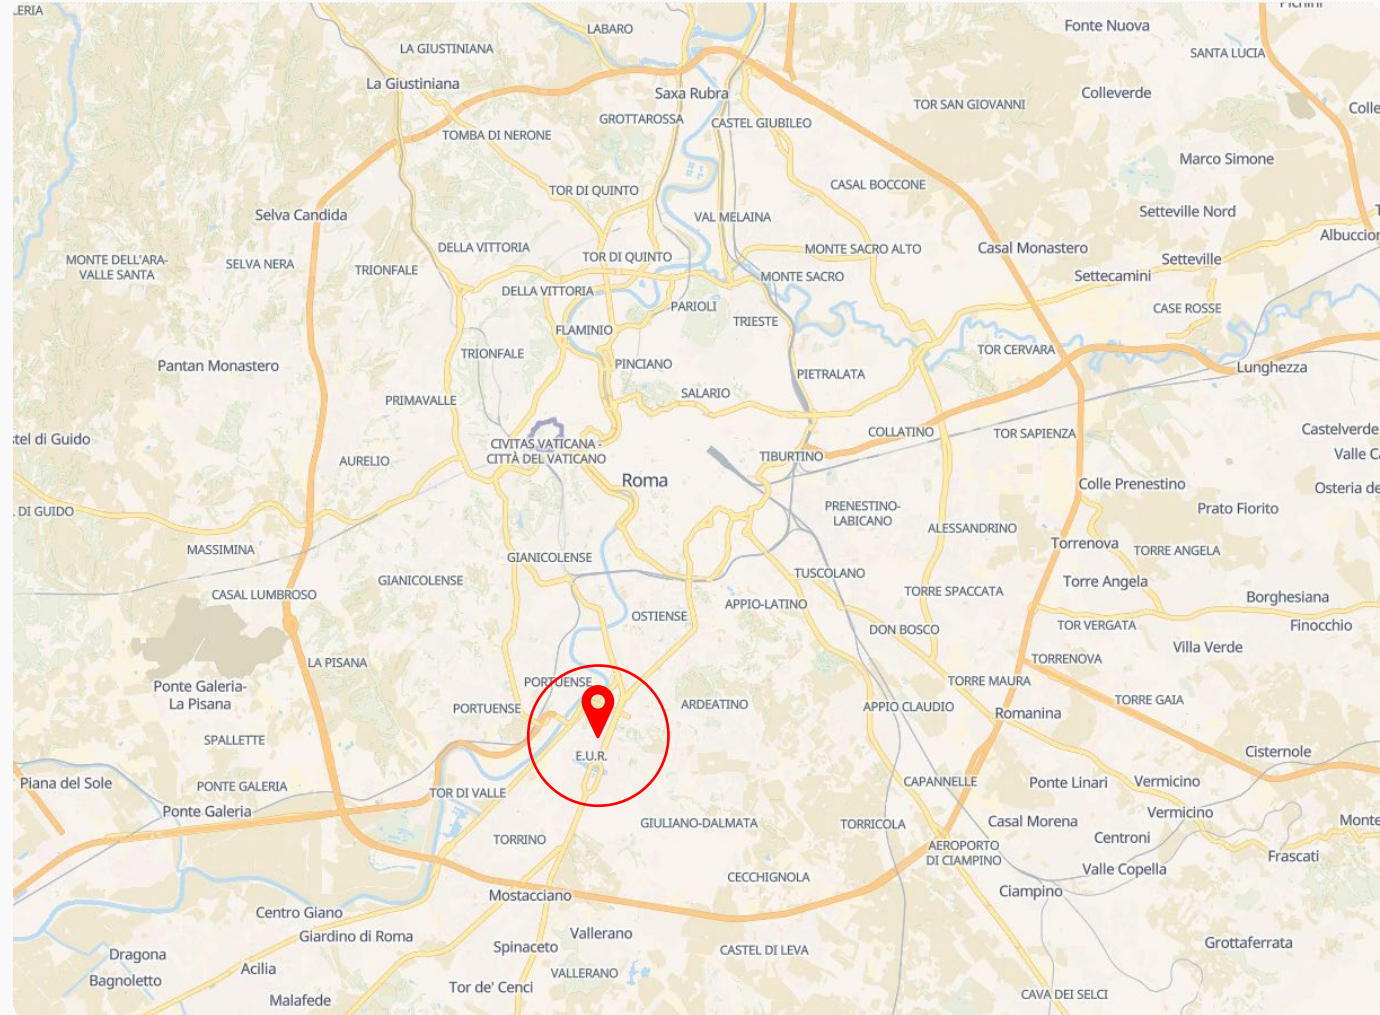 LABARO
Fonte Nuova
LA GIUSTINIANA
SANTA LUCIA
La Giustiniana
Saxa Rubra
Colleverde
TOR SAN GIOVANNI
GROTTAROSSA
CASTEL GIUBILEO
TOMBA DI NERONE
Marco Simone
CASAL BOCCONE
TOR DI QUINTO
Selva Candida
VAL MELAINA
Setteville Nord
DELLA VITTORIA
MONTE SACRO ALTO
Casal Monastero
MONTE DELL'ARA-
VALLE SANTA
SELVA NERA
TRIONFALE
TOR DI QUINTO
Setteville
MONTE SACRO
Settecamini
DELLA VITTORIA
PARIOLI
CASE ROSSE
TRIESTE
FLAMINIO
TRIONFALE
TOR CERVARA
Pantan Monastero
PINCIANO
PIETRALATA
Lunghezza
SALARIO
PRIMAVALLE
Castelverde
COLLATINO
TOR SAPIENZA
CIVITAS VATICANA -
CITTÀ DEL VATICANO
tel di Guido
AURELIO
TIBURTINO
Roma
Colle Prenestino
Osteria de
DI GUIDO
PRENESTINO-
LABICANO
Prato Fiorito
ALESSANDRINO
MASSIMINA
GIANICOLENSE
Torrenova
TORRE ANGELA
GIANICOLENSE
TUSCOLANO
Torre Angela
CASAL LUMBROSO
TORRE SPACCATA
Borghesiana
APPIO-LATINO
OSTIENSE
DON BOSCO
TOR VERGATA
Finocchio
Villa Verde
LA PISANA
TORRENOVA
PORTUENSE
TORRE MAURA
Ponte Galeria-
La Pisana
PORTUENSE
ARDEATINO
APPIO CLAUDIO
TORRE GAIA
Romanina
SPALLETTE
E.U.R.
Cisternole
Piana del Sole
PONTE GALERIA
TOR DI VALLE
CAPANNELLE
Ponte Linari
Vermicino
Ponte Galeria
GIULIANO-DALMATA
TORRICOLA
Casal Morena
Vermicino
Monte
TORRINO
AEROPORTO
DI CIAMPINO
Centroni
Frascati
Valle Copella
CECCHIGNOLA
Ciampino
Mostacciano
Centro Giano
Giardino di Roma
Vallerano
Spinaceto
CASTEL DI LEVA
Grottaferrata
Dragona
Acilia
VALLERANO
Bagnoletto
Tor de' Cenci
Malafede
CAVA DEI SELCI